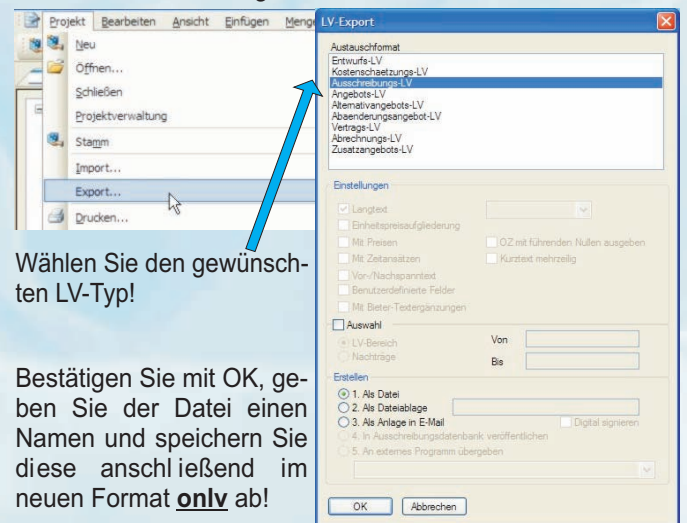 Projekt Bearbeiten Ansicht Einfügen Menge
Neu
Öffnen...
Schließen
Projektverwaltung
Stamm
Import...
Export...
Drucken...
Wählen Sie den gewünsch-
ten LV-Typ!
Bestätigen Sie mit OK, ge-
ben Sie der Datei einen
Namen und speichern Sie
diese anschl ießend im
neuen Format onlv ab!
LV-Export
Austauschformat
Entwurfs-LV
Kostenschaetzungs-LV
Ausschreibungs-LV
Angebots-LV
Alternativangebots-LV
Abaenderungsangebot-LV
Vertrags-LV
Abrechnungs-LV
Zusatzangebots-LV
Einstellungen
Langtext
Einheitspreisaufgliederung
Mit Preisen
OZ mit führenden Nullen ausgeben
Mit Zeitansätzen
Kurztext mehrzeilig
Vor-/Nachspanntext
Benutzerdefinierte Felder
Mit Bieter-Textergänzungen
Auswahl
LV-Bereich
Von
Nachträge
Bis
Erstellen
1. Als Datei
2. Als Dateiablage
3. Als Anlage in E-Mail
Digital signieren
4. In Ausschreibungsdatenbank veröffentlichen
5. An externes Programm übergeben
OK Abbrechen